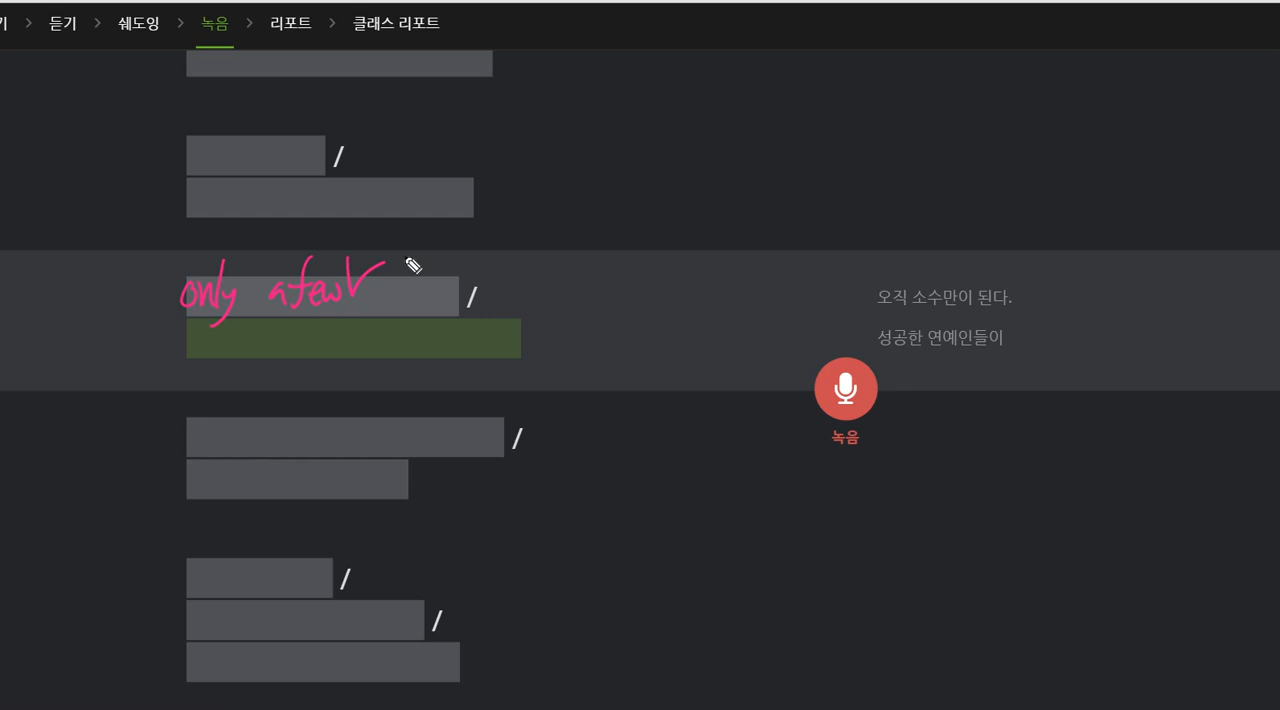 기 > 듣기 > 쉐도잉 > 녹음 > 리포트 > 클래스 리포트
/
only a few /
오직 소수만이 된다.
성공한 연예인들이
녹음
/
/
/